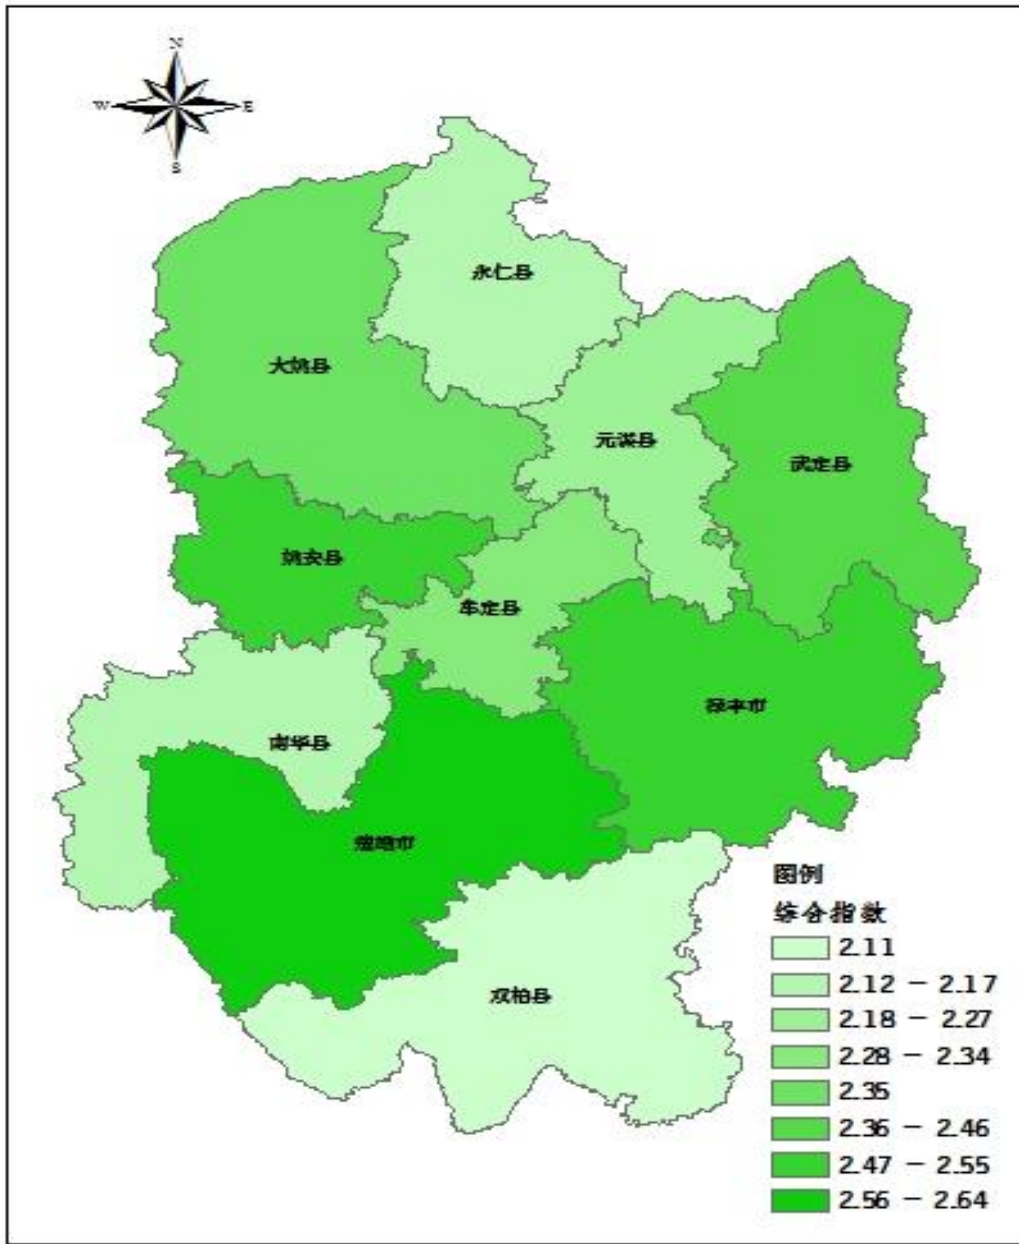 N
W
E
S
永仁县
大姚县
元谋县
武定县
姚安县
牟定县
禄丰市
南华县
楚雄市
双柏县
图例
综合指数
2.11
2.12 - 2.17
2.18 - 2.27
2.28 - 2.34
2.35
2.36 - 2.46
2.47 - 2.55
2.56 - 2.64